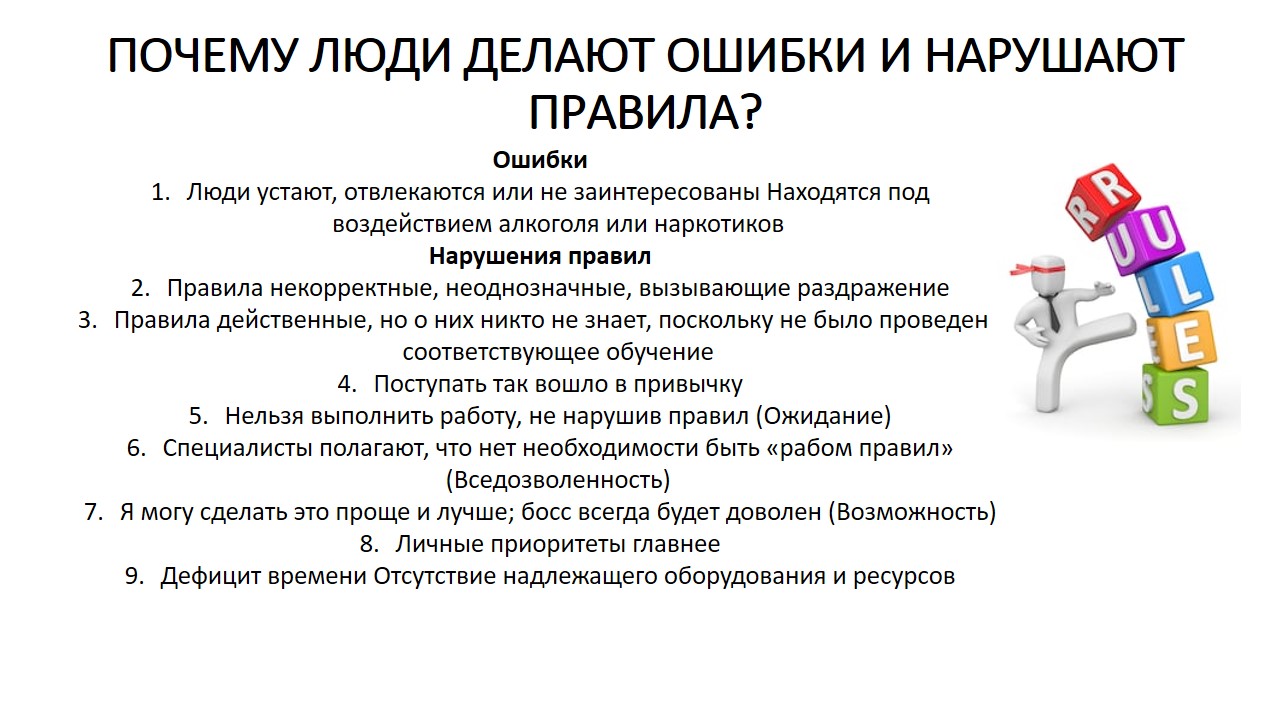 ПОЧЕМУ ЛЮДИ ДЕЛАЮТ ОШИБКИ И НАРУШАЮТ
ПРАВИЛА?
Ошибки
1. Люди устают, отвлекаются или не заинтересованы Находятся под
воздействием алкоголя или наркотиков
Нарушения правил
2. Правила некорректные, неоднозначные, вызывающие раздражение
3. Правила действенные, но о них никто не знает, поскольку не было проведен
соответствующее обучение
4. Поступать так вошло в привычку
5. Нельзя выполнить работу, не нарушив правил (Ожидание)
6. Специалисты полагают, что нет необходимости быть «рабом правил»
(Вседозволенность)
7. Я могу сделать это проще и лучше; босс всегда будет доволен (Возможность)
8. Личные приоритеты главнее
9. Дефицит времени Отсутствие надлежащего оборудования и ресурсов
R R
U U
L L
E E
S S